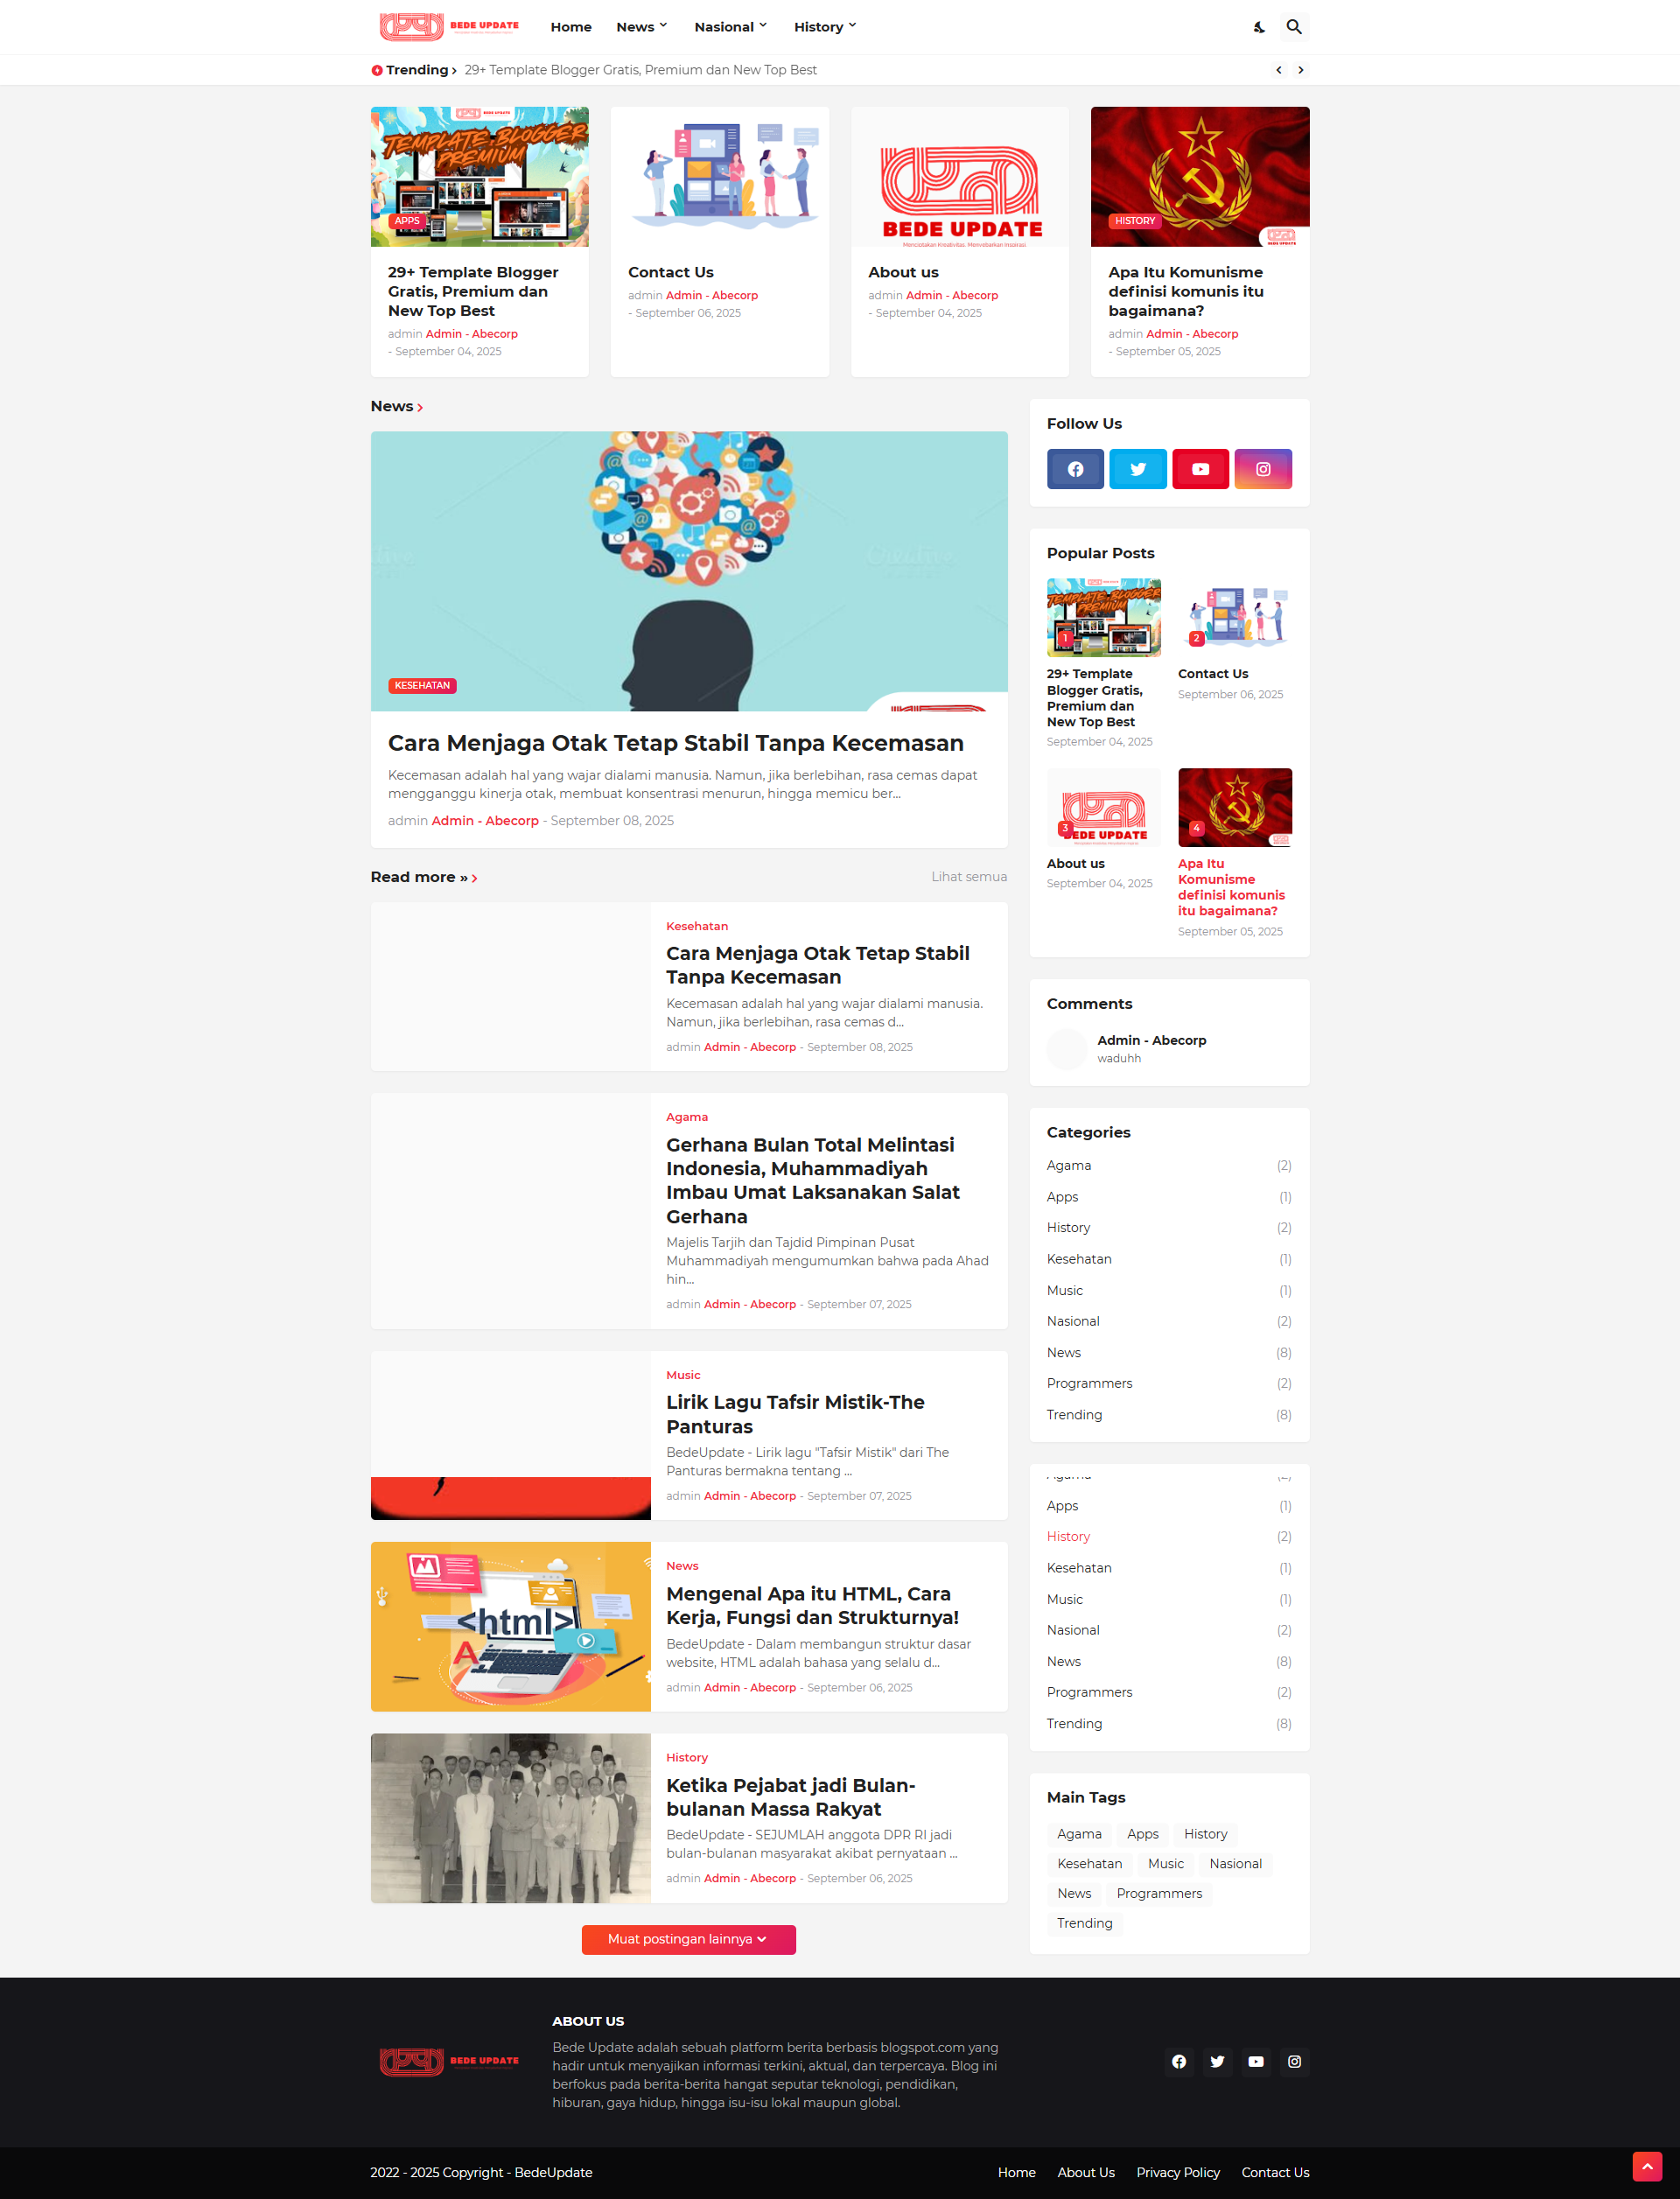 BEDE UPDATE
Home
News
Nasional
History
Trending
29+ Template Blogger Gratis, Premium dan New Top Best
BEDE UPDATE
TEMPLATE BLOGGER
PREMIUM
APPS
29+ Template Blogger
Gratis, Premium dan
New Top Best
admin Admin - Abecorp
- September 04, 2025
Contact Us
admin Admin - Abecorp
- September 06, 2025
BEDE UPDATE
Menciptakan Kreativitas, Menyebarkan Inspirasi
About us
admin Admin - Abecorp
- September 04, 2025
HISTORY
Apa Itu Komunisme
definisi komunis itu
bagaimana?
admin Admin - Abecorp
- September 05, 2025
News
KESEHATAN
Cara Menjaga Otak Tetap Stabil Tanpa Kecemasan
Kecemasan adalah hal yang wajar dialami manusia. Namun, jika berlebihan, rasa cemas dapat
mengganggu kinerja otak, membuat konsentrasi menurun, hingga memicu ber...
admin Admin - Abecorp - September 08, 2025
Read more »
Lihat semua
Kesehatan
Cara Menjaga Otak Tetap Stabil
Tanpa Kecemasan
Kecemasan adalah hal yang wajar dialami manusia.
Namun, jika berlebihan, rasa cemas d...
admin Admin - Abecorp - September 08, 2025
Agama
Gerhana Bulan Total Melintasi
Indonesia, Muhammadiyah
Imbau Umat Laksanakan Salat
Gerhana
Majelis Tarjih dan Tajdid Pimpinan Pusat
Muhammadiyah mengumumkan bahwa pada Ahad
hin...
admin Admin - Abecorp - September 07, 2025
Music
Lirik Lagu Tafsir Mistik-The
Panturas
BedeUpdate - Lirik lagu "Tafsir Mistik" dari The
Panturas bermakna tentang ...
admin Admin - Abecorp - September 07, 2025
<html>
A
News
Mengenal Apa itu HTML, Cara
Kerja, Fungsi dan Strukturnya!
BedeUpdate - Dalam membangun struktur dasar
website, HTML adalah bahasa yang selalu d...
admin Admin - Abecorp - September 06, 2025
History
Ketika Pejabat jadi Bulan-
bulanan Massa Rakyat
BedeUpdate - SEJUMLAH anggota DPR RI jadi
bulan-bulanan masyarakat akibat pernyataan ...
admin Admin - Abecorp - September 06, 2025
Muat postingan lainnya
Follow Us
Popular Posts
TEMPLATE BLOGGER
PREMIUM
1
29+ Template
Blogger Gratis,
Premium dan
New Top Best
September 04, 2025
2
Contact Us
September 06, 2025
3
BEDE UPDATE
About us
September 04, 2025
4
Apa Itu
Komunisme
definisi komunis
itu bagaimana?
September 05, 2025
Comments
Admin - Abecorp
waduhh
Categories
Agama (2)
Apps (1)
History (2)
Kesehatan (1)
Music (1)
Nasional (2)
News (8)
Programmers (2)
Trending (8)
Agama (2)
Apps (1)
History (2)
Kesehatan (1)
Music (1)
Nasional (2)
News (8)
Programmers (2)
Trending (8)
Main Tags
Agama
Apps
History
Kesehatan
Music
Nasional
News
Programmers
Trending
BEDE UPDATE
ABOUT US
Bede Update adalah sebuah platform berita berbasis blogspot.com yang
hadir untuk menyajikan informasi terkini, aktual, dan terpercaya. Blog ini
berfokus pada berita-berita hangat seputar teknologi, pendidikan,
hiburan, gaya hidup, hingga isu-isu lokal maupun global.
2022 - 2025 Copyright - BedeUpdate
Home
About Us
Privacy Policy
Contact Us